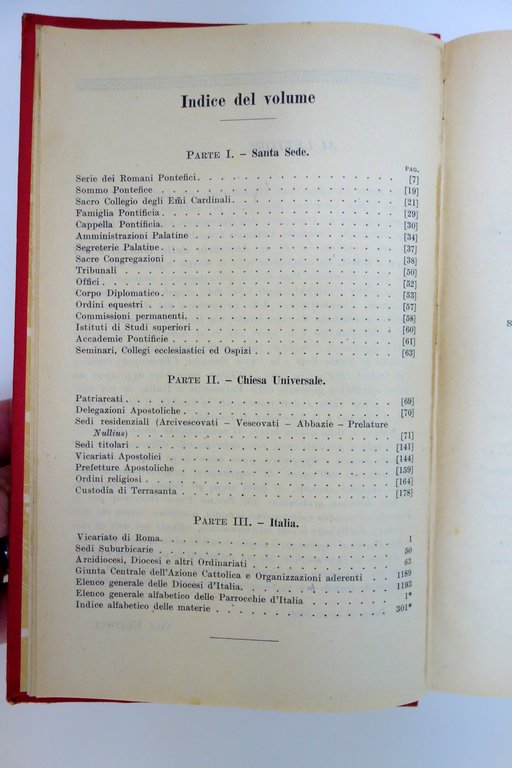 Indice del volume
PARTE I. – Santa Sede.
PAG.
Serie dei Romani Pontefici. [7]
Sommo Pontefice [19]
Sacro Collegio degli Emi Cardinali. [21]
Famiglia Pontificia [29]
Cappella Pontificia. [30]
Amministrazioni Palatine [34]
Segreterie Palatine. [37]
Sacre Congregazioni [38]
Tribunali [50]
Offici [52]
Corpo Diplomatico. [53]
Ordini equestri [57]
Commissioni permanenti. [58]
Istituti di Studi superiori [60]
Accademie Pontificie [61]
Seminari, Collegi ecclesiastici ed Ospizi [63]
PARTE II. – Chiesa Universale.
Patriarcati [69]
Delegazioni Apostoliche [70]
Sedi residenziali (Arcivescovati – Vescovati – Abbazie – Prelature
Nullius) [71]
Sedi titolari [141]
Vicariati Apostolici [144]
Prefetture Apostoliche [159]
Ordini religiosi [164]
Custodia di Terrasanta [178]
PARTE III. – Italia.
Vicariato di Roma. 1
Sedi Suburbicarie 50
Arcidiocesi, Diocesi e altri Ordinariati 63
Giunta Centrale dell'Azione Cattolica e Organizzazioni aderenti 1189
Elenco generale delle Diocesi d'Italia. 1193
Elenco generale alfabetico delle Parrocchie d'Italia 1*
Indice alfabetico delle materie 301*
S